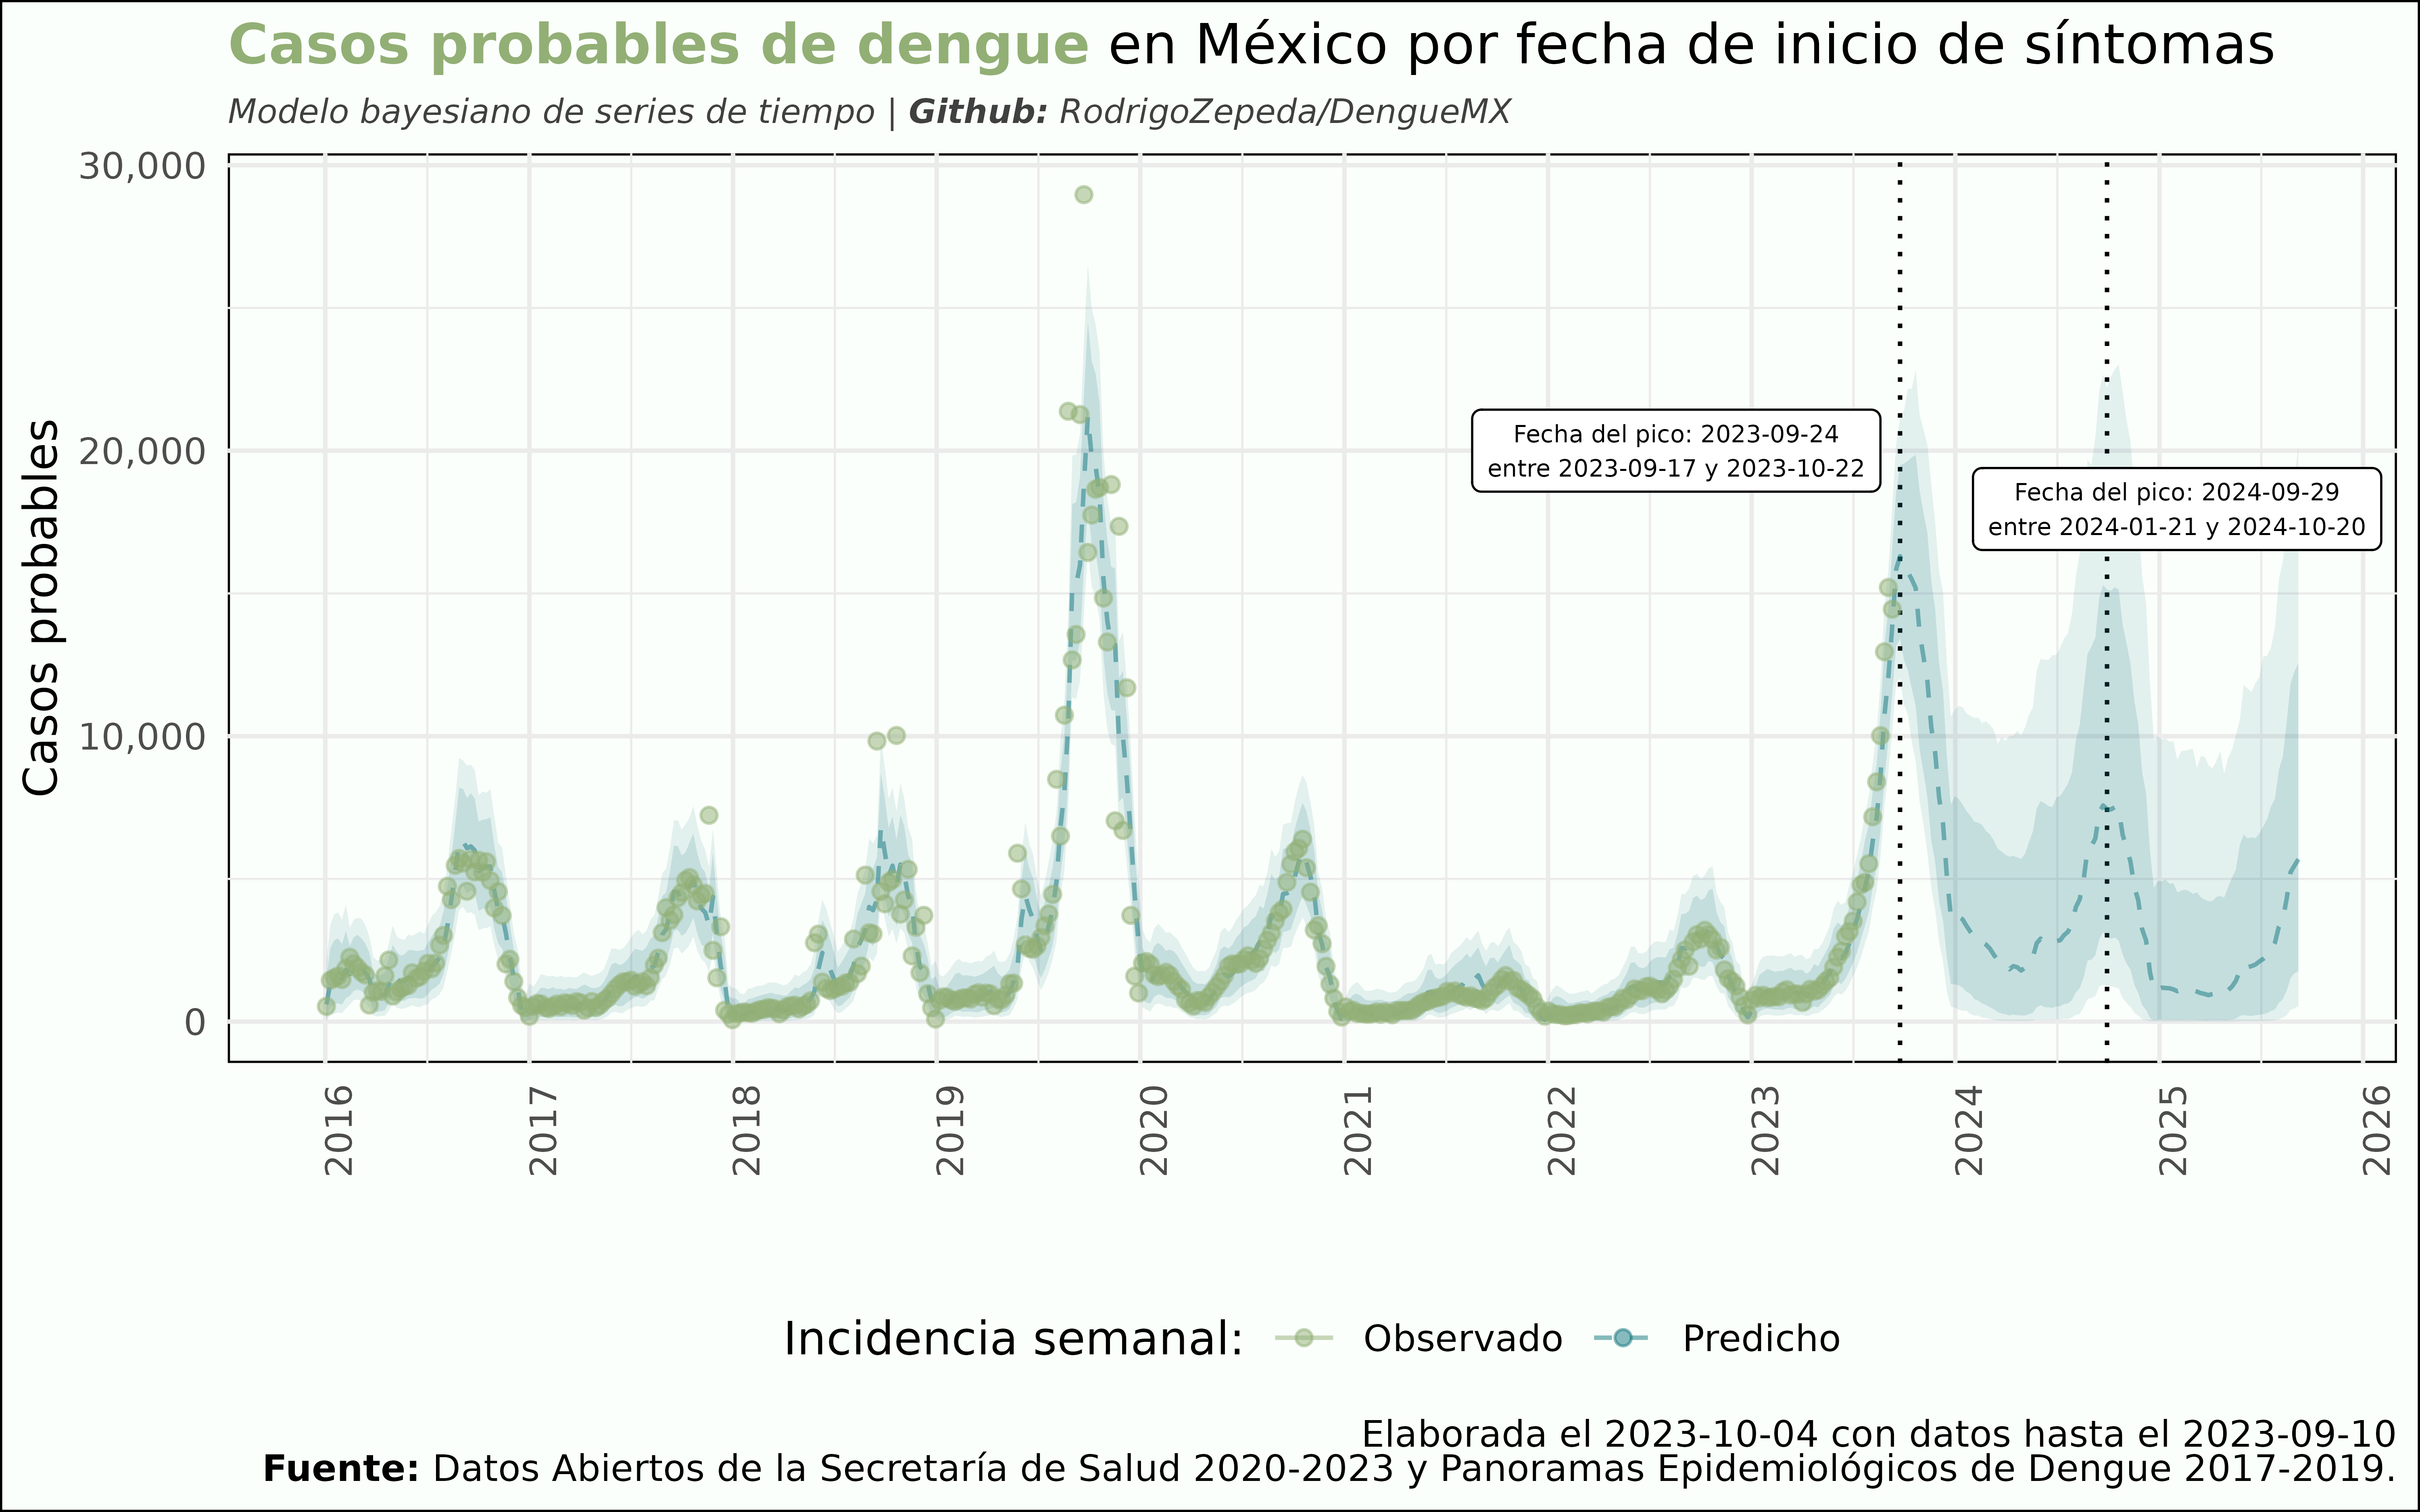 Casos probables de dengue en México por fecha de inicio de síntomas
Modelo bayesiano de series de tiempo | Github: RodrigoZepeda/DengueMX
Casos probables
30,000
20,000
10,000
0
Fecha del pico: 2023-09-24
entre 2023-09-17 y 2023-10-22
Fecha del pico: 2024-09-29
entre 2024-01-21 y 2024-10-20
2016
2017
2018
2019
2020
2021
2022
2023
2024
2025
2026
Incidencia semanal: Observado Predicho
Elaborada el 2023-10-04 con datos hasta el 2023-09-10
Fuente: Datos Abiertos de la Secretaría de Salud 2020-2023 y Panoramas Epidemiológicos de Dengue 2017-2019.